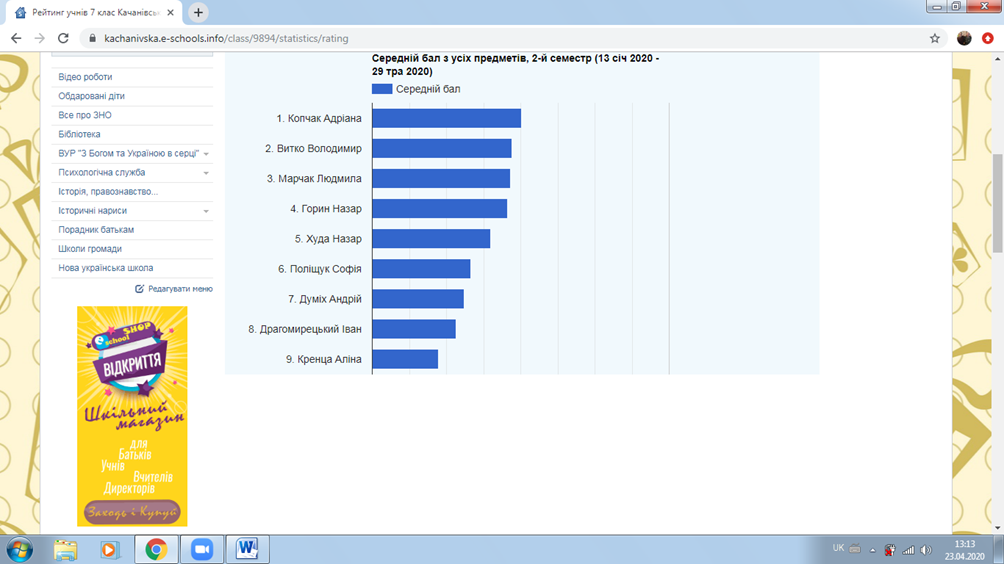 Рейтинг учнів 7 клас Качанівськ
kachanivska.e-schools.info/class/9894/statistics/rating
Відео роботи
Обдаровані діти
Все про ЗНО
Бібліотека
ВУР "З Богом та Україною в серці"
Психологічна служба
Історія, правознавство...
Історичні нариси
Порадник батькам
Школи громади
Нова українська школа
Редагувати меню
e school SHOP
ВІДКРИТТЯ
Шкільний
магазин
для
Батьків
Учнів
Вчителів
Директорів
Заходь і Купуй
Середній бал з усіх предметів, 2-й семестр (13 січ 2020 -
29 тра 2020)
Середній бал
1. Копчак Адріана
2. Витко Володимир
3. Марчак Людмила
4. Горин Назар
5. Худа Назар
6. Поліщук Софія
7. Думіх Андрій
8. Драгомирецький Іван
9. Кренца Аліна
UK
13:13
23.04.2020